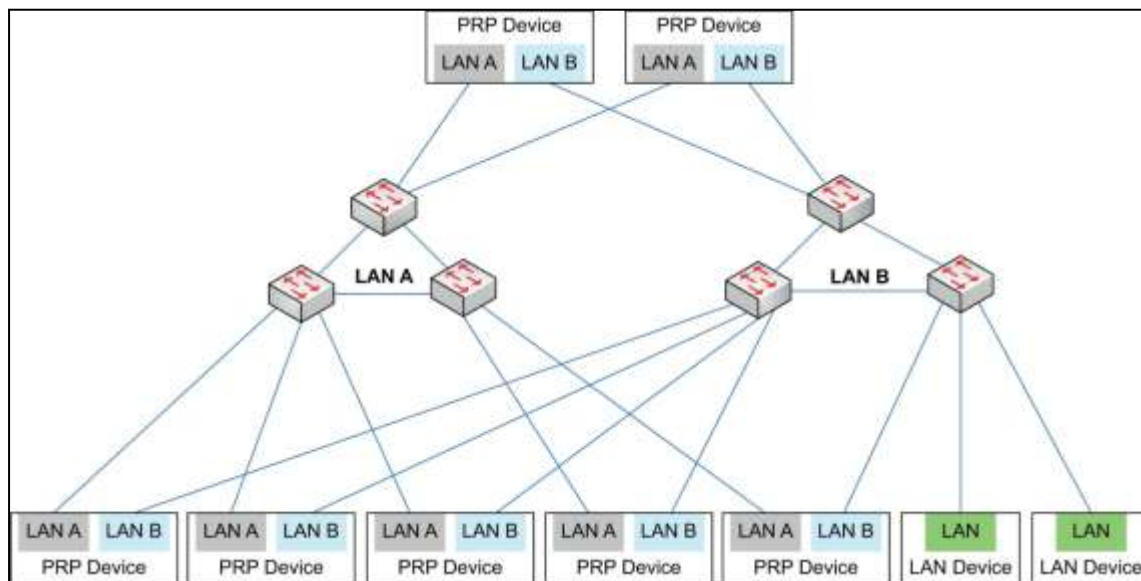 PRP Device PRP Device
LAN A LAN B LAN A LAN B
LAN A LAN B
LAN A LAN B LAN A LAN B LAN A LAN B LAN A LAN B LAN A LAN B LAN LAN
PRP Device PRP Device PRP Device PRP Device PRP Device LAN Device LAN Device